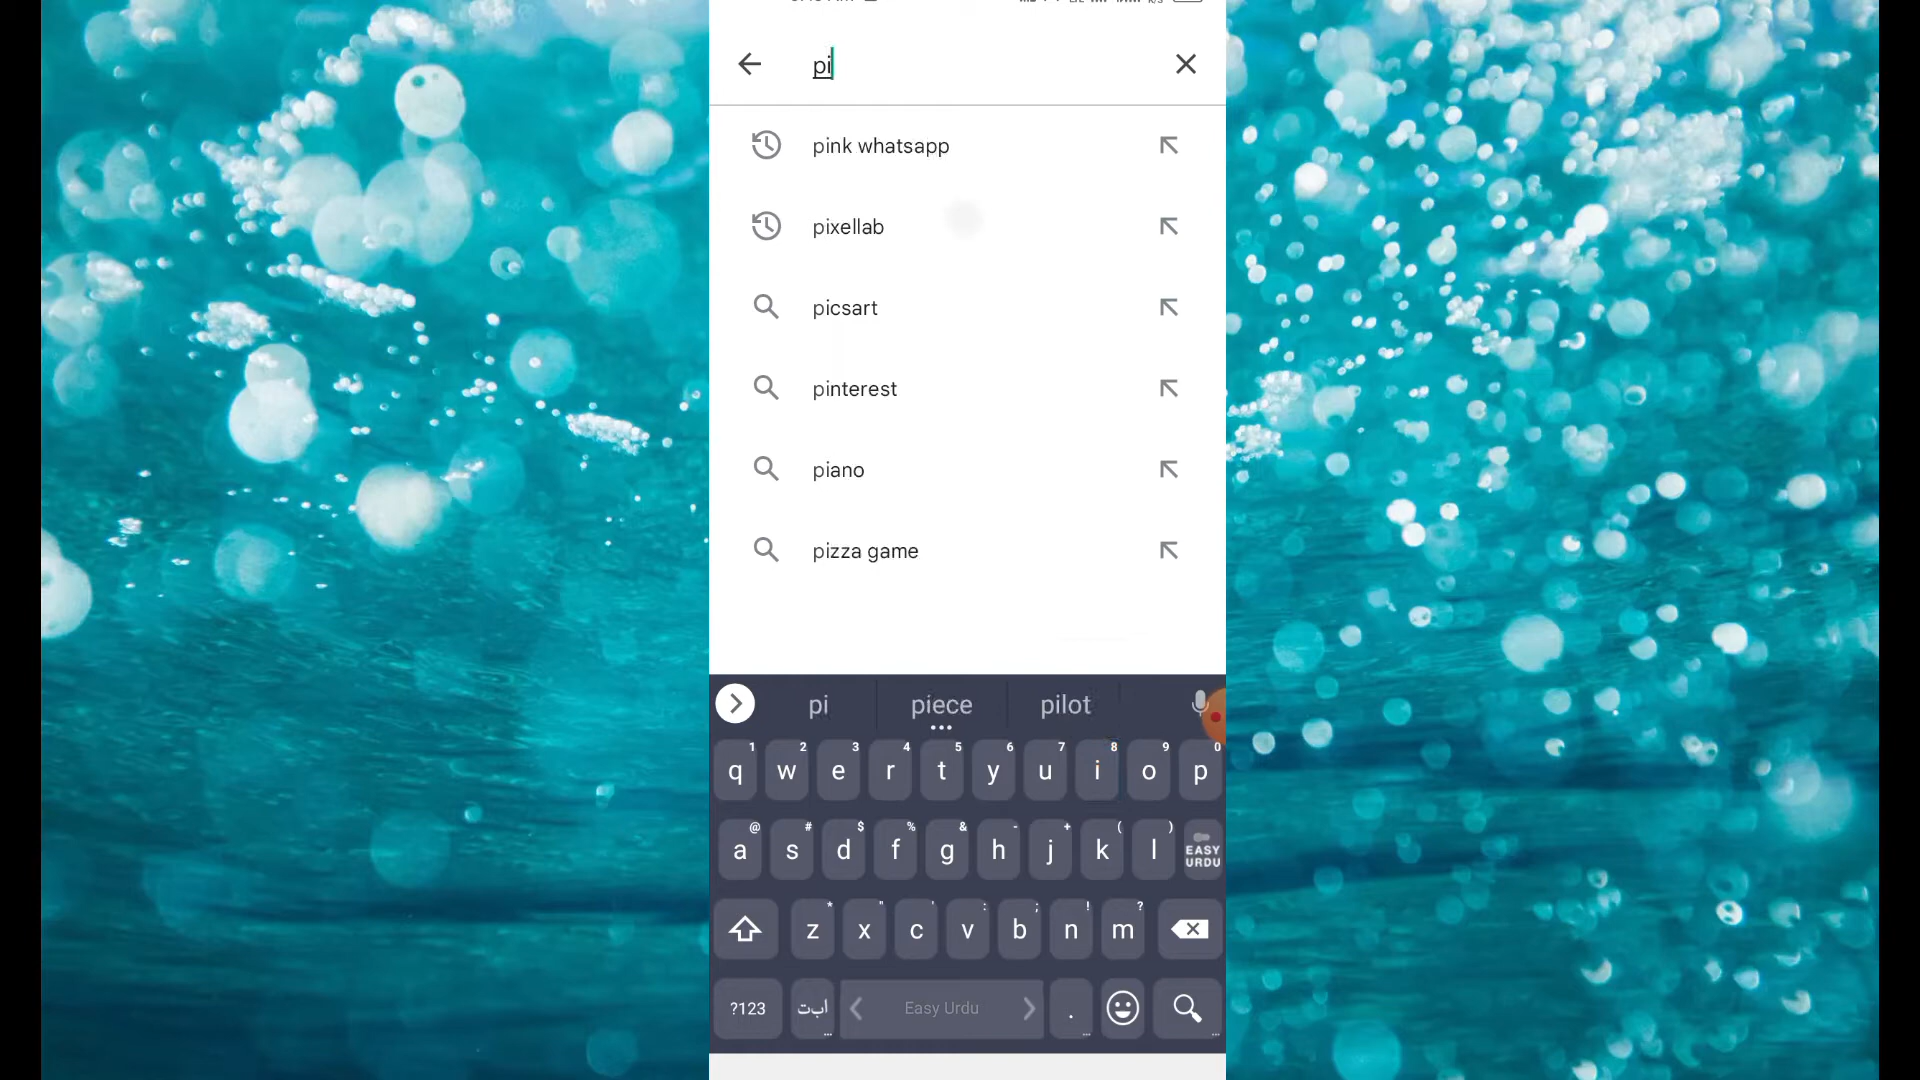 pi
pink whatsapp
pixellab
picsart
pinterest
piano
pizza game
pi piece pilot
1 2 3 4 5 6 7 8 9 0
q w e r t y u i o p
@ # $ % & - + ( )
a s d f g h j k l EASY URDU
* " ' : ; ! ?
z x c v b n m
?123 ابت Easy Urdu .